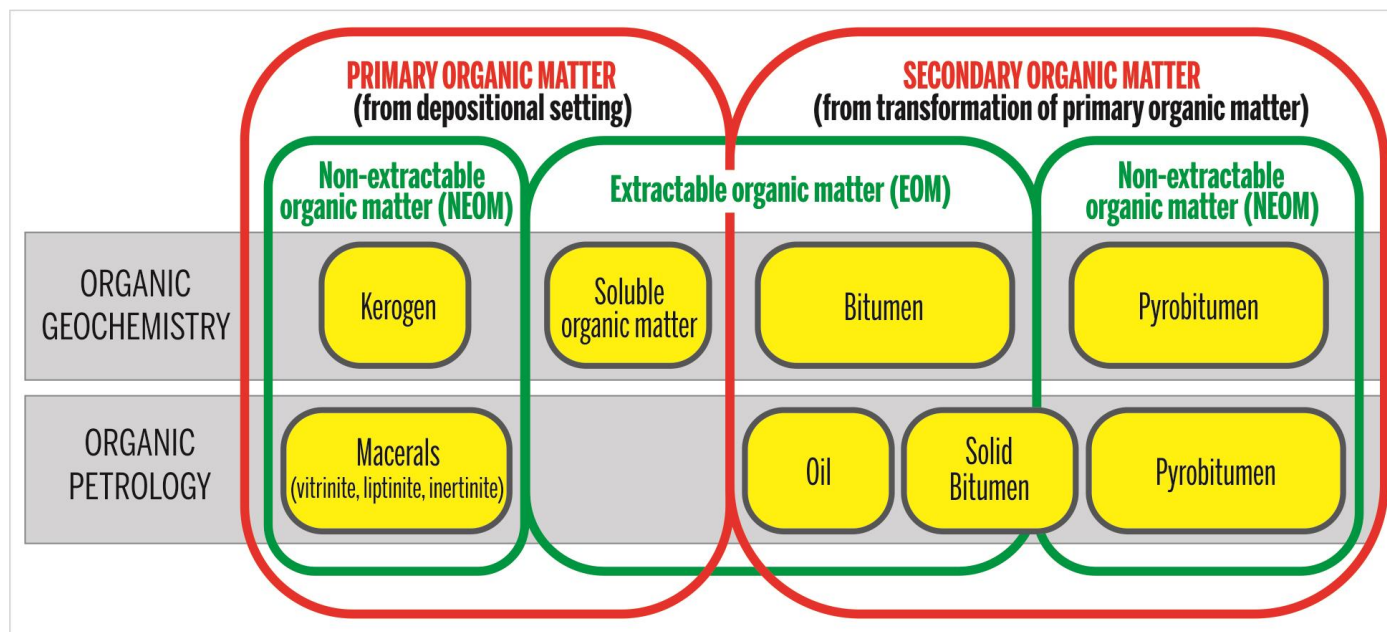 PRIMARY ORGANIC MATTER
(from depositional setting)
SECONDARY ORGANIC MATTER
(from transformation of primary organic matter)
Non-extractable
organic matter (NEOM)
Extractable organic matter (EOM)
Non-extractable
organic matter (NEOM)
ORGANIC
GEOCHEMISTRY
Kerogen
Soluble
organic matter
Bitumen
Pyrobitumen
ORGANIC
PETROLOGY
Macerals
(vitrinite, liptinite, inertinite)
Oil
Solid
Bitumen
Pyrobitumen